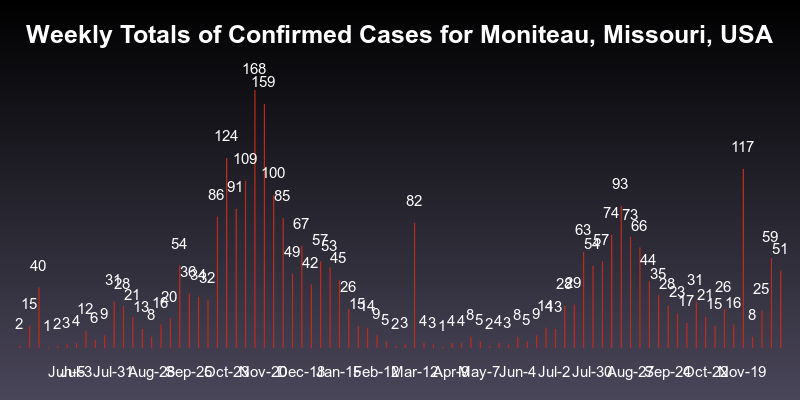 Weekly Totals of Confirmed Cases for Moniteau, Missouri, USA
2 15 40 1 2 3 4 12 6 9 31 28 21 13 8 16 20 54 36 34 32 86 124 91 109 168 159 100 85 49 67 42 57 53 45 26 15 14 9 5 2 3 82 4 3 1 4 4 8 5 2 4 3 8 5 9 14 13 28 29 63 54 57 74 93 73 66 44 35 28 23 17 31 21 15 26 16 117 8 25 59 51
Jun-5 Jul-3 Jul-31 Aug-28 Sep-25 Oct-23 Nov-20 Dec-18 Jan-15 Feb-12 Mar-12 Apr-9 May-7 Jun-4 Jul-2 Jul-30 Aug-27 Sep-24 Oct-22 Nov-19